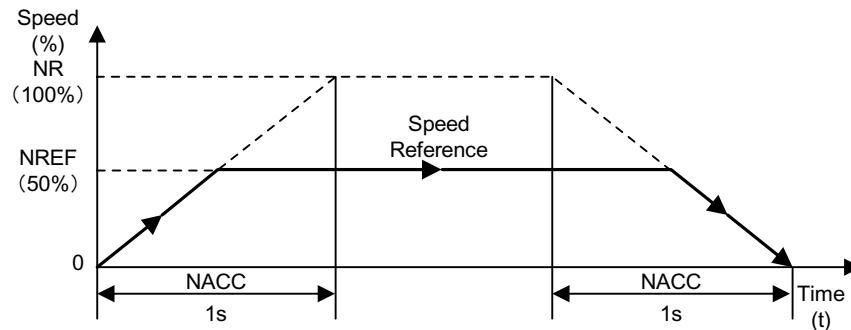 Speed
(%)
NR
（100%）
Speed
Reference
NREF
（50%）
0
NACC
1s
NACC
1s
Time
(t)